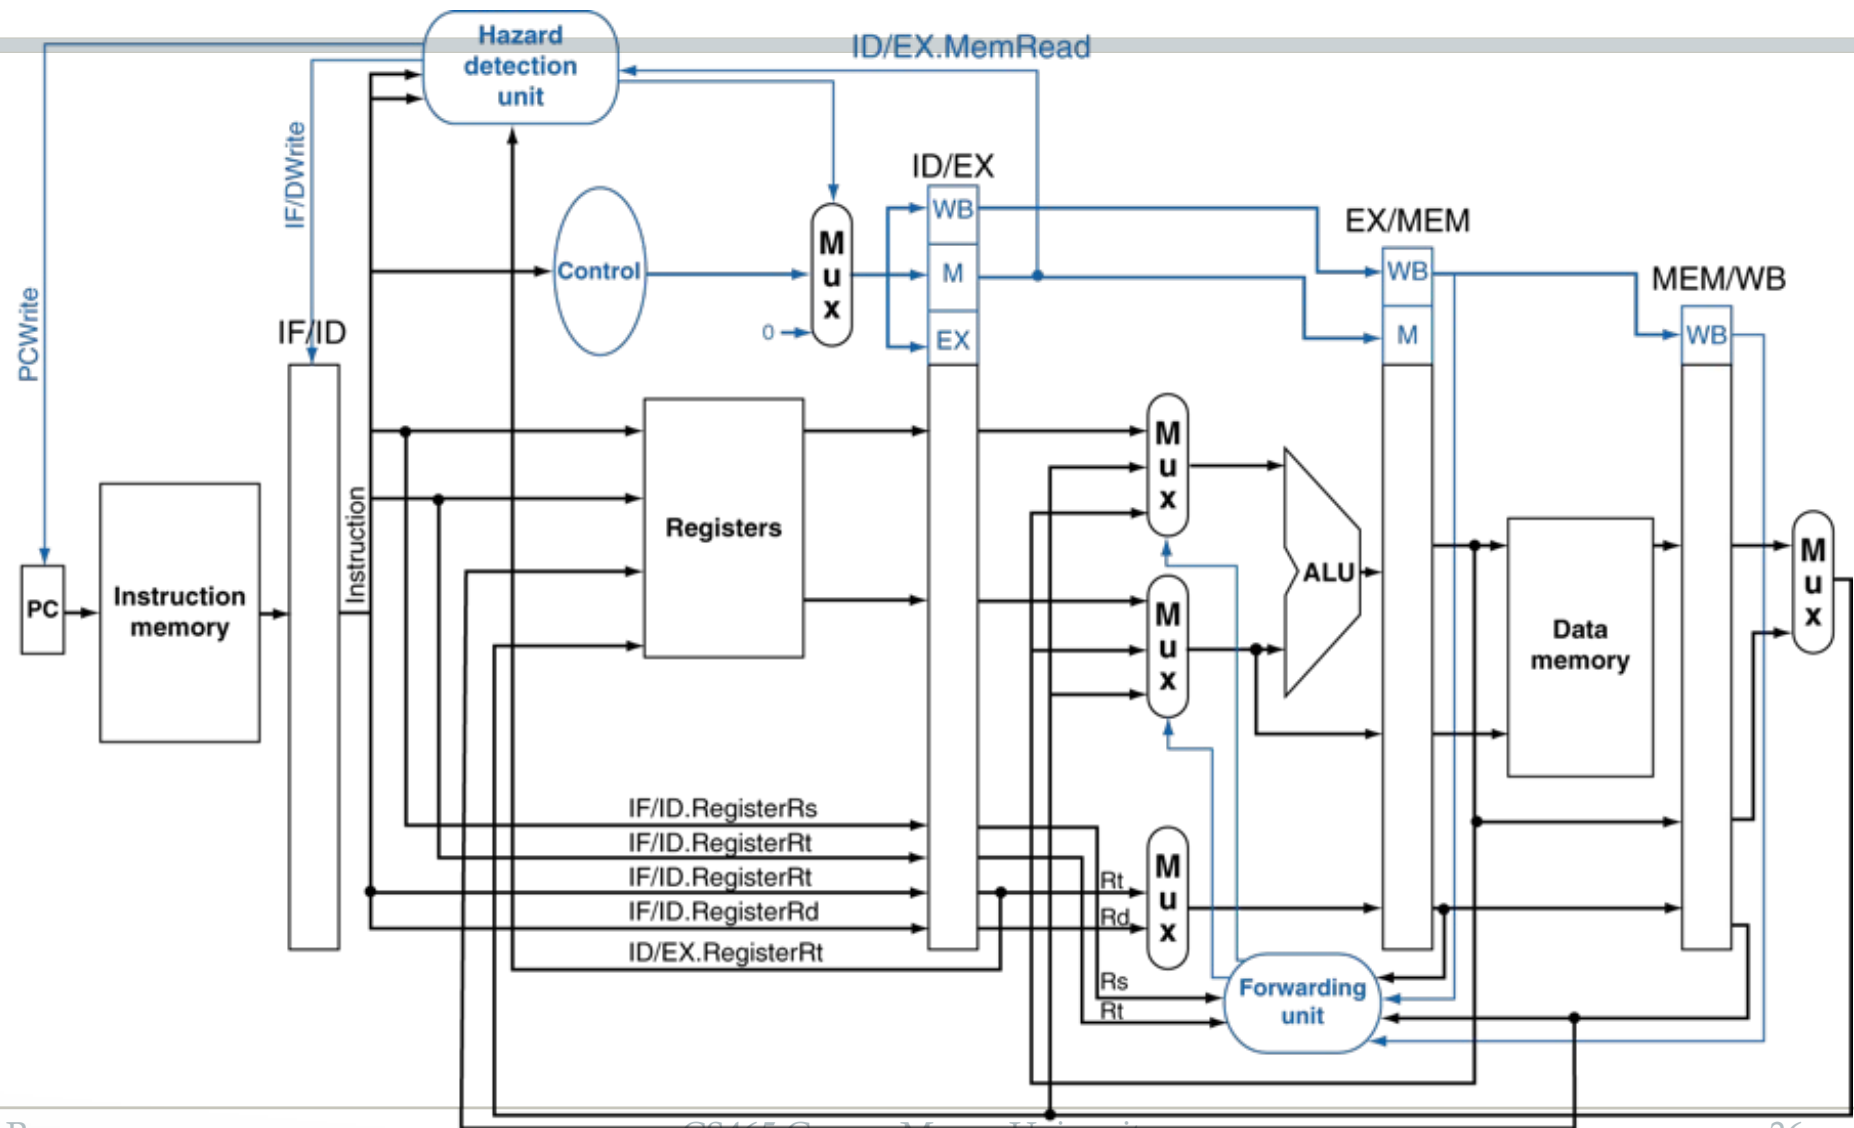 Hazard
detection
unit
ID/EX.MemRead
IF/DWrite
PCWrite
ID/EX
WB
M
EX
EX/MEM
WB
M
MEM/WB
WB
Control
0
M
u
x
IF/ID
Instruction
PC
Instruction
memory
Registers
M
u
x
M
u
x
ALU
Data
memory
M
u
x
IF/ID.RegisterRs
IF/ID.RegisterRt
IF/ID.RegisterRt
IF/ID.RegisterRd
ID/EX.RegisterRt
Rt
Rd
M
u
x
Rs
Rt
Forwarding
unit